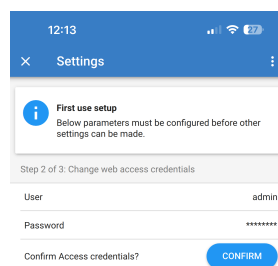 12:13
27
Settings
First use setup
Below parameters must be configured before other
settings can be made.
Step 2 of 3: Change web access credentials
User admin
Password ********
Confirm Access credentials? CONFIRM